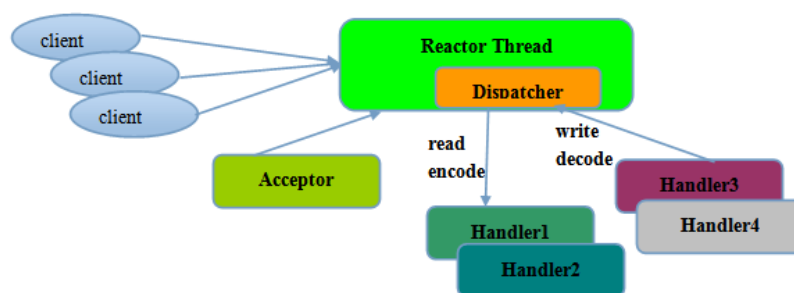 client
client
client
Reactor Thread
Dispatcher
read
encode
write
decode
Acceptor
Handler1
Handler2
Handler3
Handler4